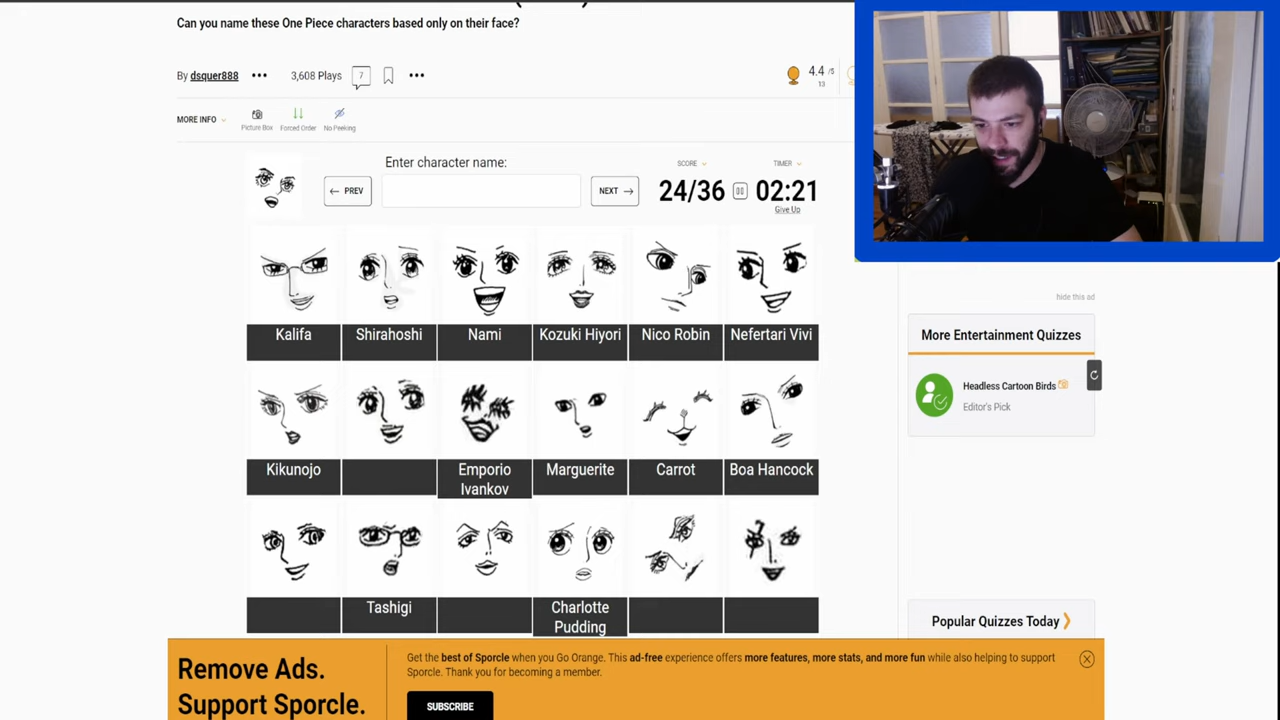 Can you name these One Piece characters based only on their face?
By dsquer888 ••• 3,608 Plays 7 •••
4.4 /5
13
MORE INFO
Picture Box Forced Order No Peeking
Enter character name:
SCORE TIMER
← PREV NEXT → 24/36 02:21
Give Up
Kalifa Shirahoshi Nami Kozuki Hiyori Nico Robin Nefertari Vivi
Kikunojo Emporio Ivankov Marguerite Carrot Boa Hancock
Tashigi Charlotte Pudding
hide this ad
More Entertainment Quizzes
Headless Cartoon Birds
Editor's Pick
Popular Quizzes Today
Remove Ads.
Support Sporcle.
Get the best of Sporcle when you Go Orange. This ad-free experience offers more features, more stats, and more fun while also helping to support
Sporcle. Thank you for becoming a member.
SUBSCRIBE